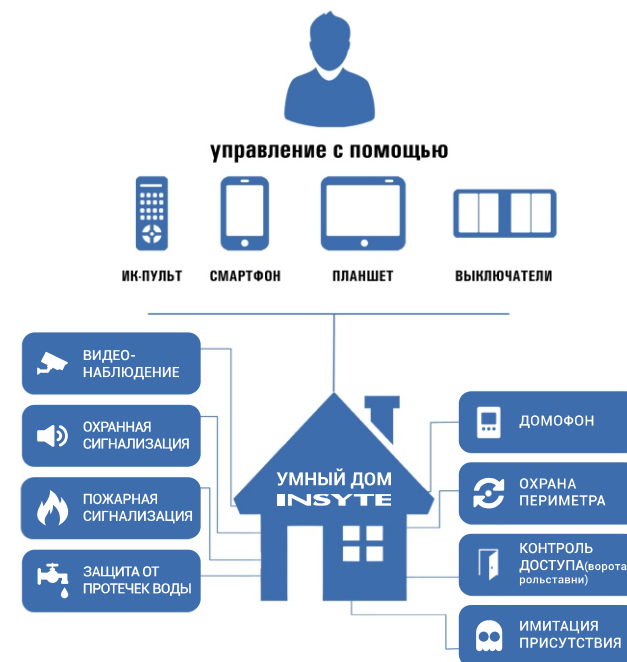 управление с помощью
ИК-ПУЛЬТ
СМАРТФОН
ПЛАНШЕТ
ВЫКЛЮЧАТЕЛИ
ВИДЕО-
НАБЛЮДЕНИЕ
ОХРАННАЯ
СИГНАЛИЗАЦИЯ
ПОЖАРНАЯ
СИГНАЛИЗАЦИЯ
ЗАЩИТА ОТ
ПРОТЕЧЕК ВОДЫ
УМНЫЙ ДОМ
INSYTE
ДОМОФОН
ОХРАНА
ПЕРИМЕТРА
КОНТРОЛЬ
ДОСТУПА(ворота
рольставни)
ИМИТАЦИЯ
ПРИСУТСТВИЯ